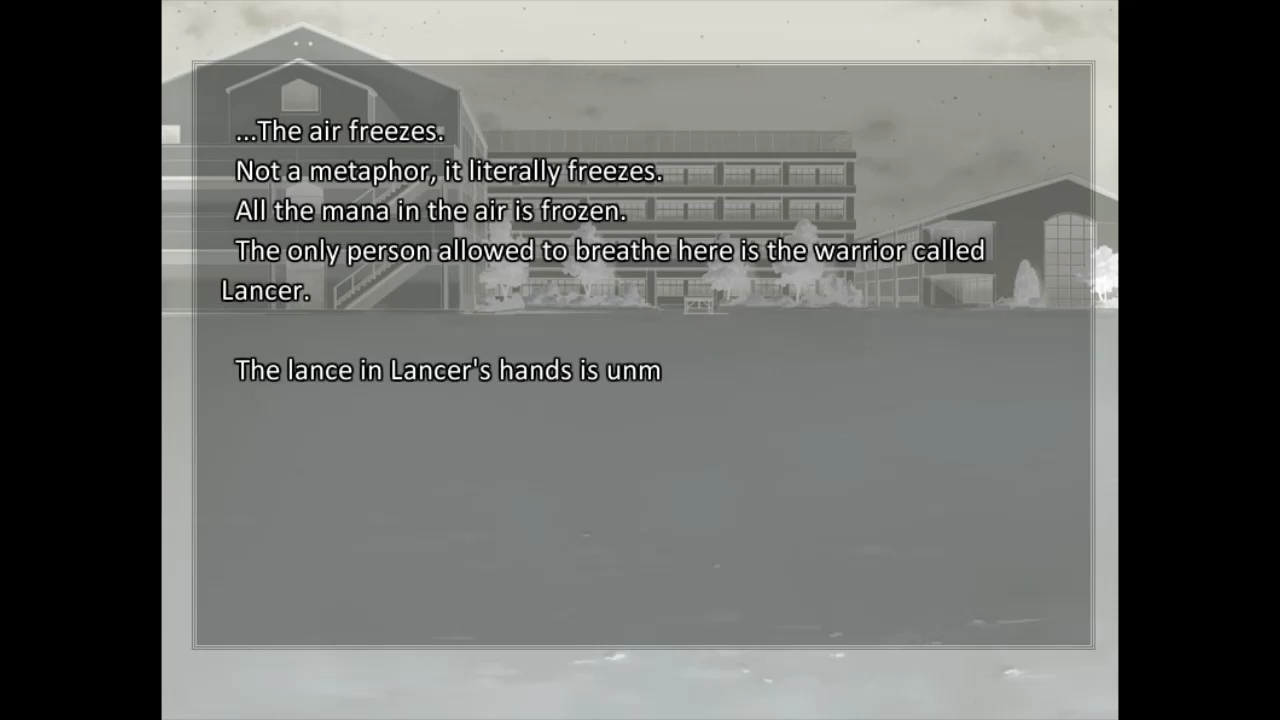 ...The air freezes.
Not a metaphor, it literally freezes.
All the mana in the air is frozen.
The only person allowed to breathe here is the warrior called
Lancer.
The lance in Lancer's hands is unm